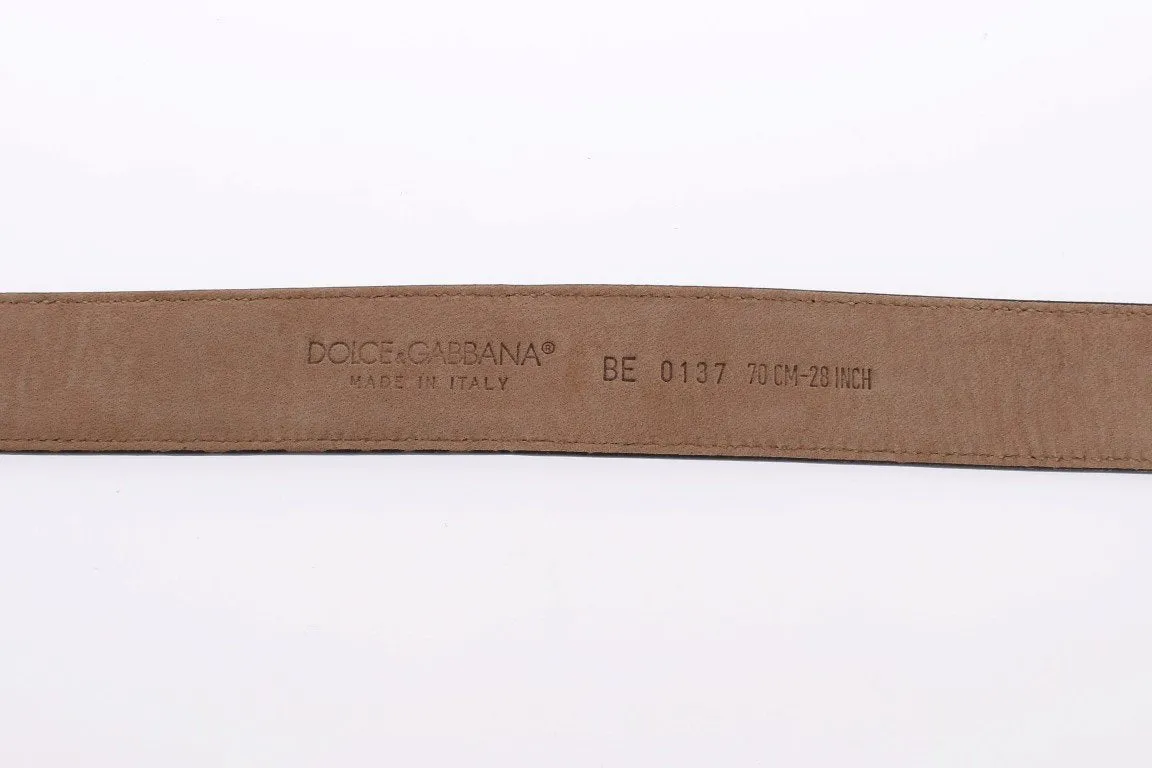 DOLCE&GABBANA®
MADE IN ITALY
BE 0137 70 CM-28 INCH